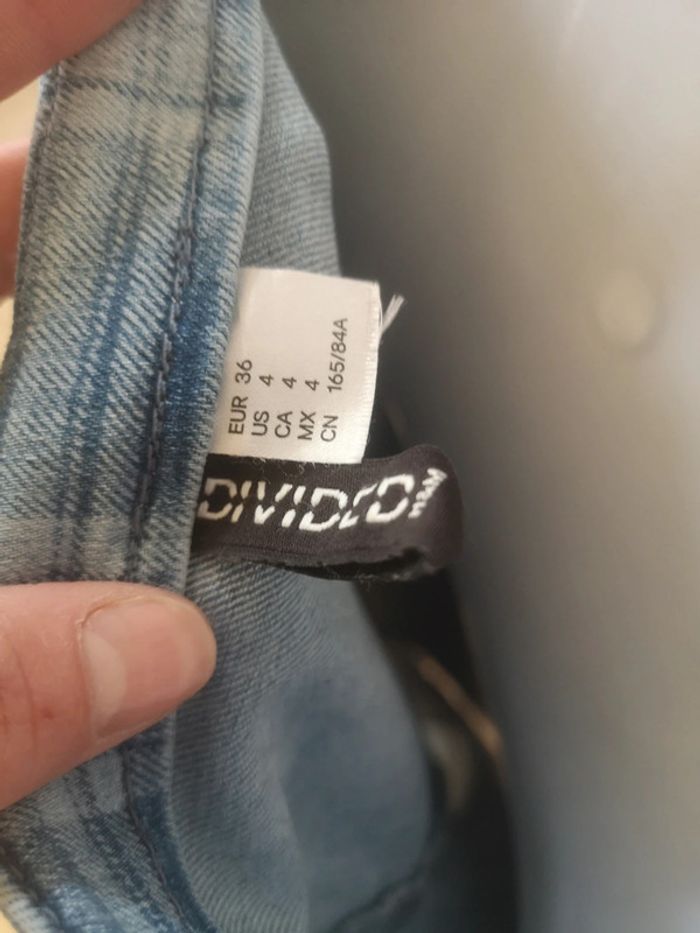 EUR 36
US 4
CA 4
MX 4
CN 165/84A
DIVIDED
H&M